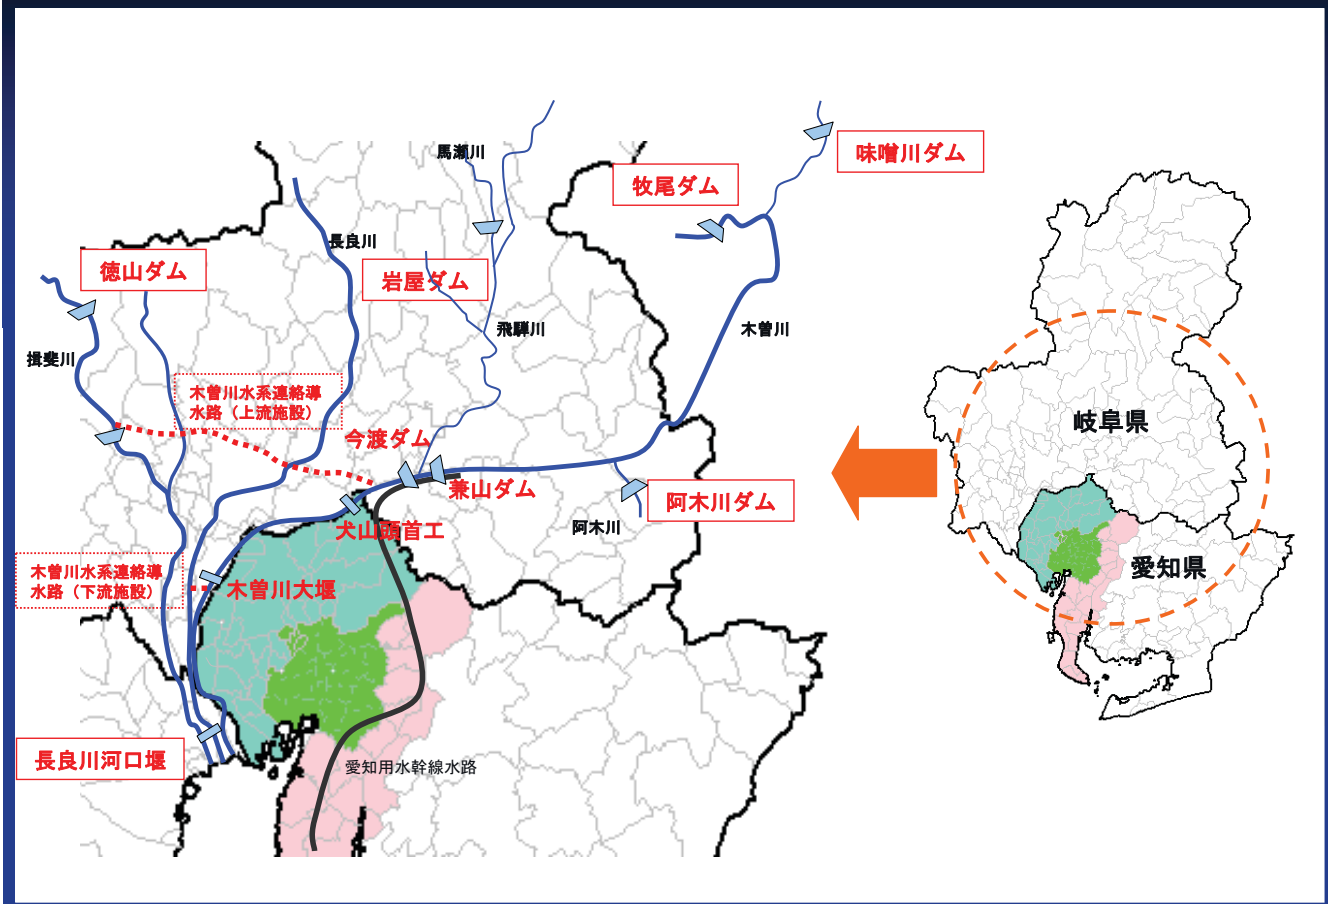 馬瀬川
味噌川ダム
牧尾ダム
長良川
徳山ダム
岩屋ダム
飛騨川
木曽川
揖斐川
木曽川水系連絡導
水路（上流施設）
今渡ダム
兼山ダム
阿木川ダム
阿木川
犬山頭首工
木曽川水系連絡導
水路（下流施設）
木曽川大堰
長良川河口堰
愛知用水幹線水路
岐阜県
愛知県